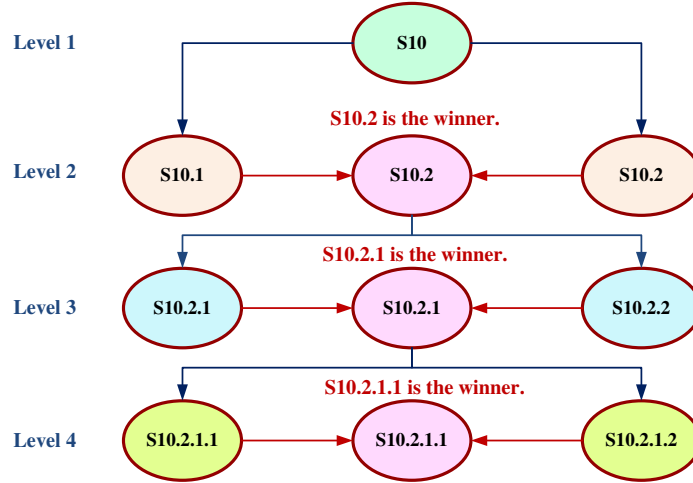 Level 1
S10
S10.2 is the winner.
Level 2
S10.1
S10.2
S10.2
S10.2.1 is the winner.
Level 3
S10.2.1
S10.2.1
S10.2.2
S10.2.1.1 is the winner.
Level 4
S10.2.1.1
S10.2.1.1
S10.2.1.2